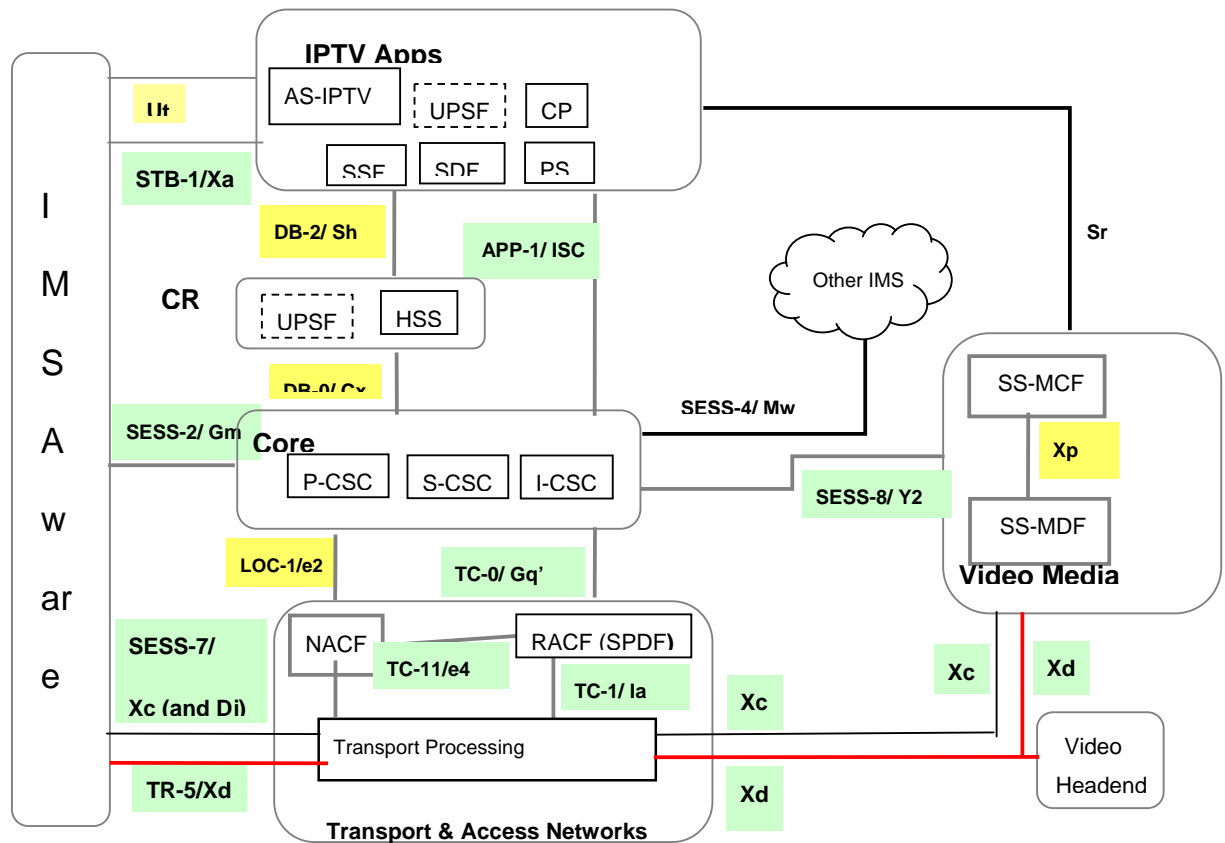 IPTV Apps
AS-IPTV
UPSF
CP
SSF
SDF
PS
Ut
STB-1/Xa
DB-2/ Sh
APP-1/ ISC
Sr
Other IMS
CR
UPSF
HSS
DB-0/ Cx
SESS-4/ Mw
I
M
S
A
w
ar
e
SESS-2/ Gm
Core
P-CSC
S-CSC
I-CSC
SESS-8/ Y2
SS-MCF
Xp
SS-MDF
Video Media
LOC-1/e2
TC-0/ Gq’
NACF
RACF (SPDF)
TC-11/e4
TC-1/ Ia
SESS-7/
Xc (and Di)
Xc
Xc
Xd
Transport Processing
Video
Headend
TR-5/Xd
Xd
Transport & Access Networks